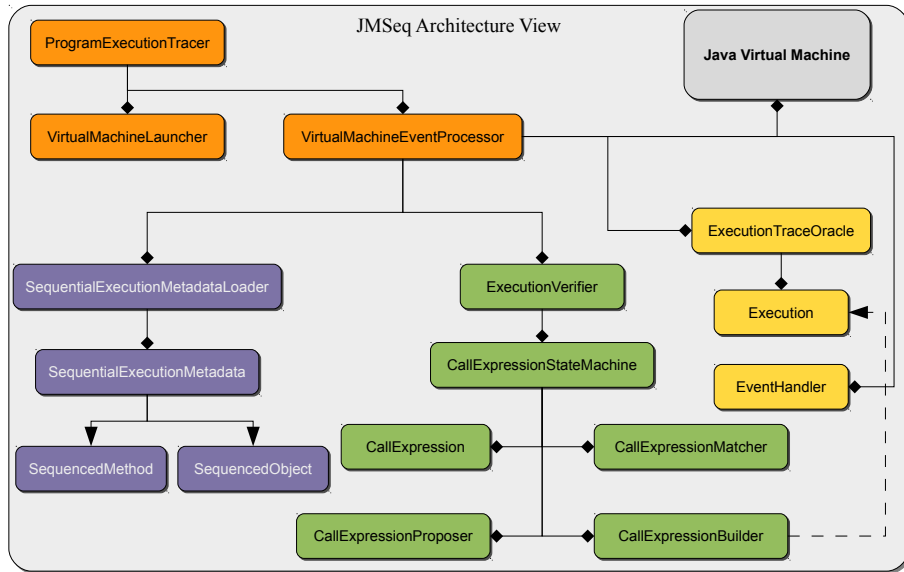 JMSeq Architecture View
ProgramExecutionTracer
Java Virtual Machine
VirtualMachineLauncher
VirtualMachineEventProcessor
ExecutionTraceOracle
SequentialExecutionMetadataLoader
ExecutionVerifier
Execution
SequentialExecutionMetadata
CallExpressionStateMachine
EventHandler
SequencedMethod
SequencedObject
CallExpression
CallExpressionMatcher
CallExpressionProposer
CallExpressionBuilder